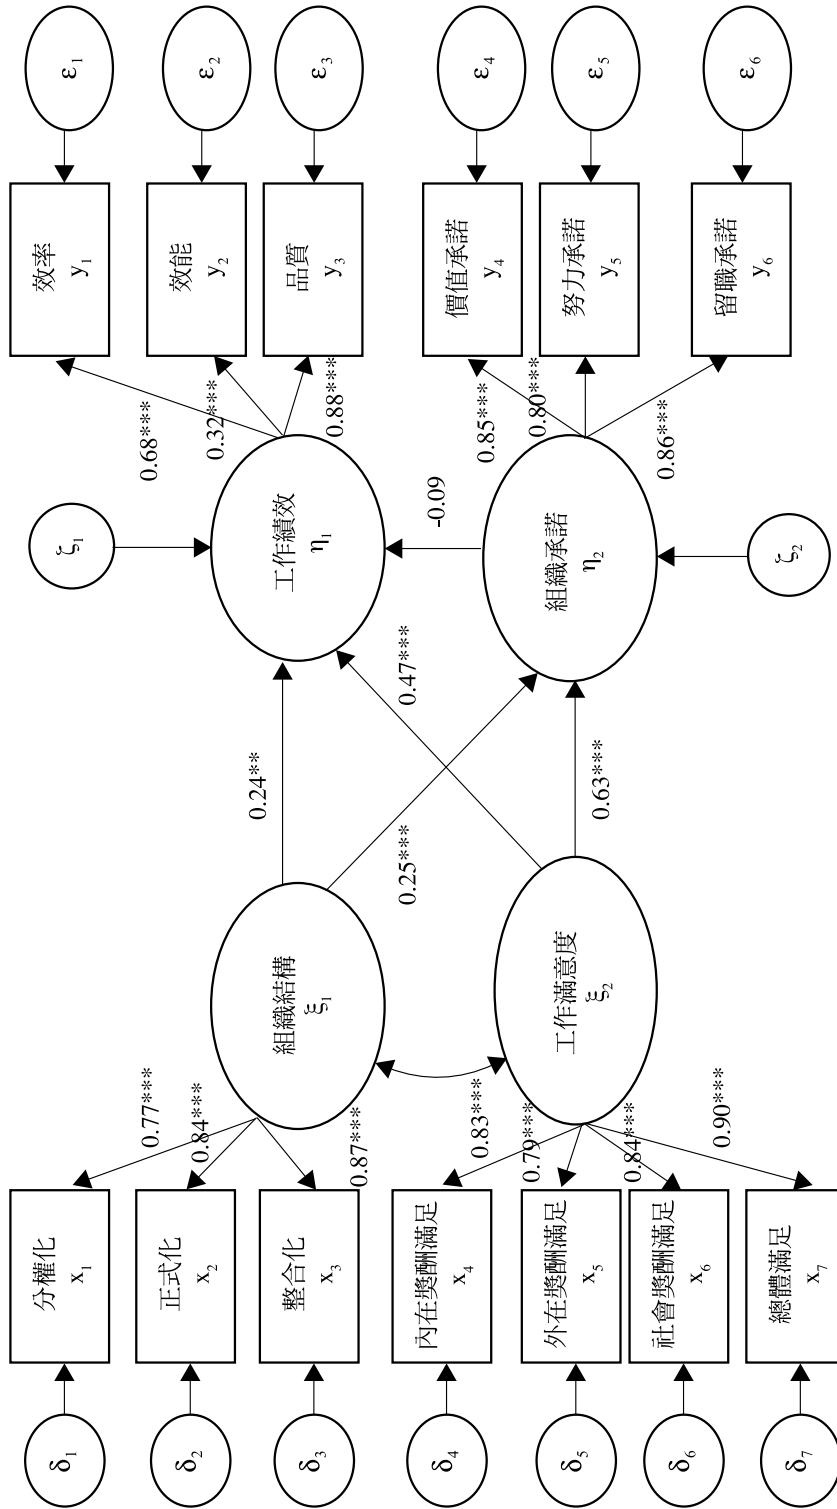 δ₁
分權化
x₁
0.77***
ζ₁
0.68***
效率
y₁
ε₁
δ₂
正式化
x₂
0.84***
0.24**
0.32***
效能
y₂
ε₂
組織結構
ξ₁
工作績效
η₁
δ₃
整合化
x₃
0.87***
0.88***
品質
y₃
ε₃
0.25***
0.47***
-0.09
δ₄
內在獎酬滿足
x₄
0.83***
0.85***
價值承諾
y₄
ε₄
δ₅
外在獎酬滿足
x₅
0.79***
工作滿意度
ξ₂
組織承諾
η₂
0.80***
努力承諾
y₅
ε₅
0.63***
δ₆
社會獎酬滿足
x₆
0.84***
0.86***
留職承諾
y₆
ε₆
δ₇
總體滿足
x₇
0.90***
ζ₂